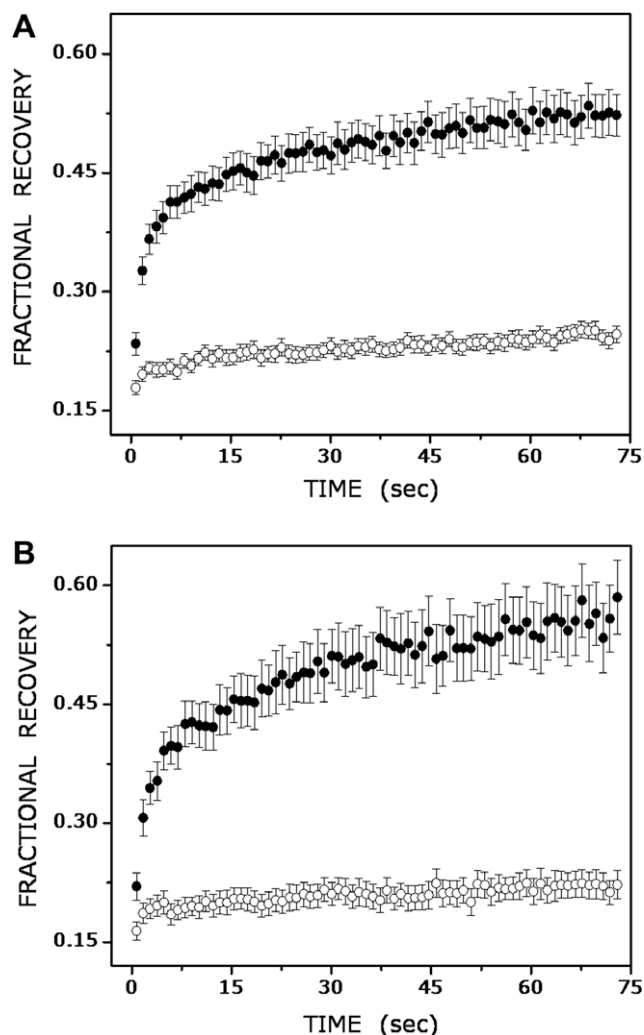 A
FRACTIONAL RECOVERY
0.60
0.45
0.30
0.15
0 15 30 45 60 75
TIME (sec)
B
FRACTIONAL RECOVERY
0.60
0.45
0.30
0.15
0 15 30 45 60 75
TIME (sec)